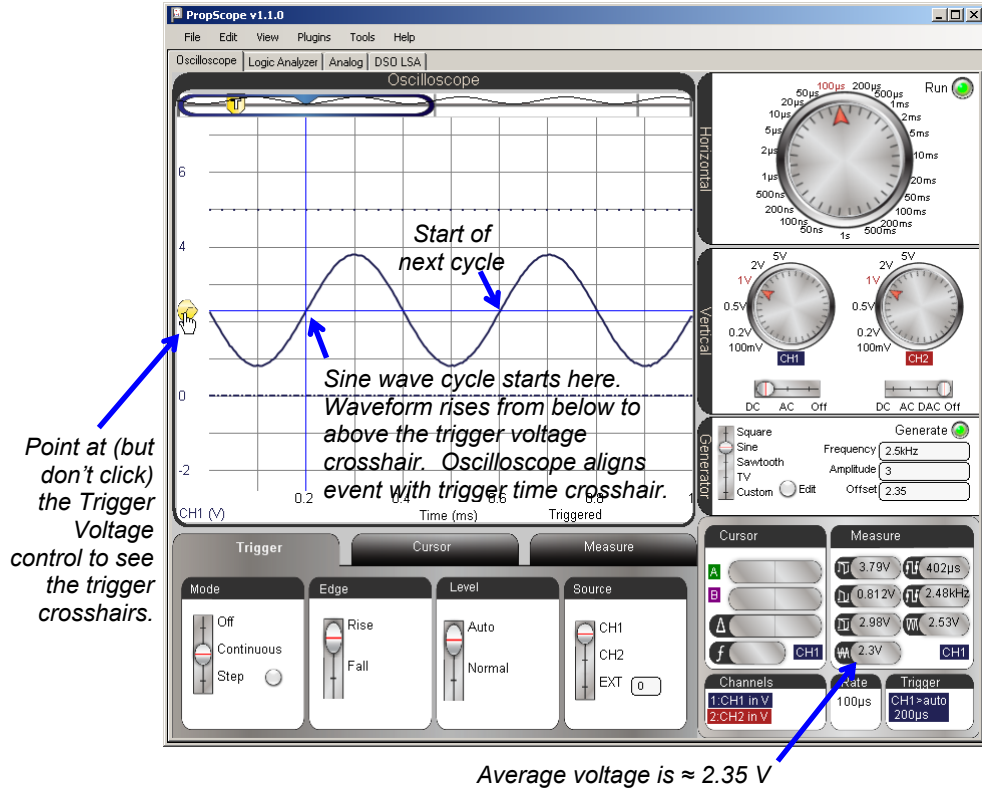 PropScope v1.1.0
File Edit View Plugins Tools Help
Oscilloscope Logic Analyzer Analog DSO LSA
Oscilloscope
T
6
4
2
0
-2
0.2 0.4 0.6 0.8 1
CH1 (V) Time (ms) Triggered
Start of
next cycle
Sine wave cycle starts here.
Waveform rises from below to
above the trigger voltage
crosshair. Oscilloscope aligns
event with trigger time crosshair.
Point at (but
don't click)
the Trigger
Voltage
control to see
the trigger
crosshairs.
Horizontal
Run
50ns 100ns 200ns 500ns 1µs 2µs 5µs 10µs 20µs 50µs 100µs 200µs 500µs 1ms 2ms 5ms 10ms 20ms 50ms 100ms 200ms 500ms 1s
Vertical
5V 2V 1V 0.5V 0.2V 100mV
CH1
DC AC Off
5V 2V 1V 0.5V 0.2V 100mV
CH2
DC AC DAC Off
Generator
Square
Sine
Sawtooth
TV
Custom Edit
Generate
Frequency 2.5kHz
Amplitude 3
Offset 2.35
Trigger Cursor Measure
Mode
Off
Continuous
Step
Edge
Rise
Fall
Level
Auto
Normal
Source
CH1
CH2
EXT 0
Cursor
A
B
Δ
f CH1
Measure
3.79V 402µs
0.812V 2.48kHz
2.98V 2.53V
2.3V CH1
Channels
1:CH1 in V
2:CH2 in V
Rate
100µs
Trigger
CH1>auto
200µs
Average voltage is ≈ 2.35 V